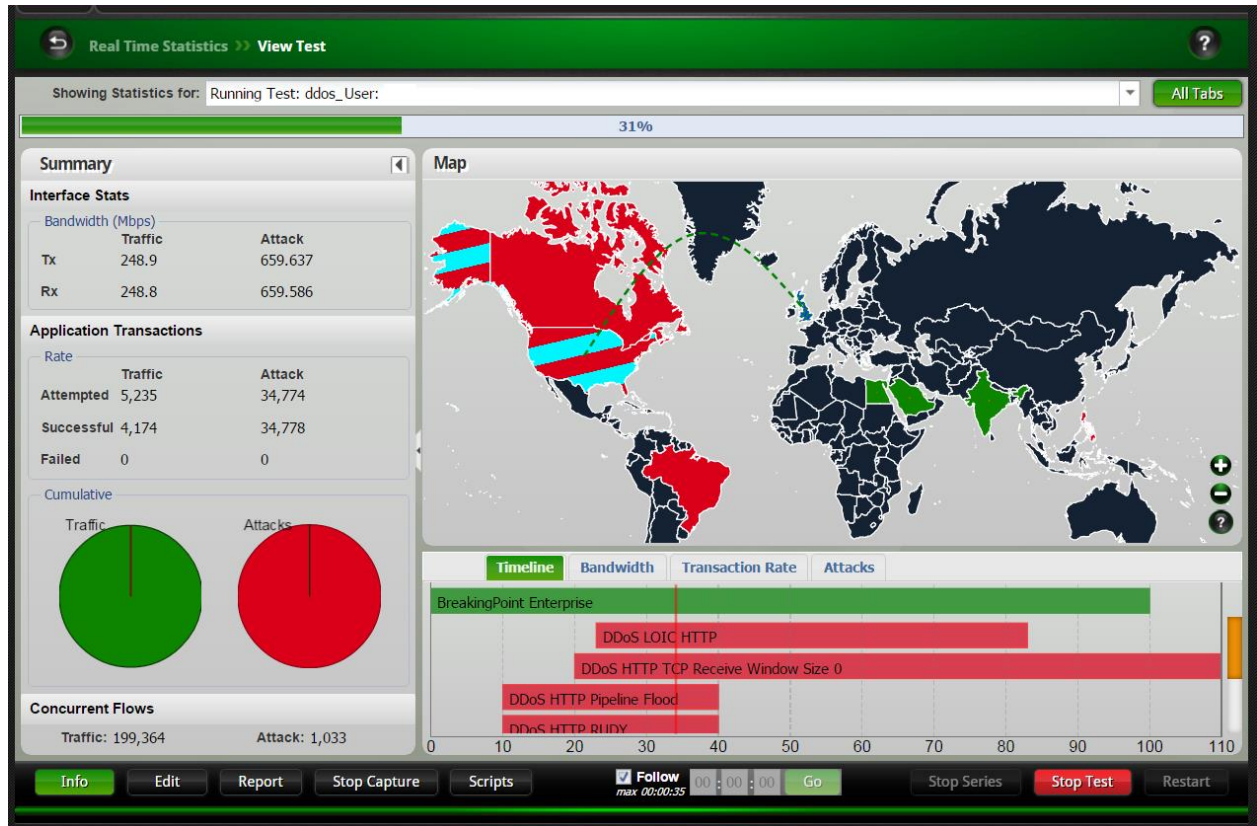 Real Time Statistics >> View Test
?
Showing Statistics for: Running Test: ddos_User:
All Tabs
31%
Summary
Interface Stats
Bandwidth (Mbps)
Traffic Attack
Tx 248.9 659.637
Rx 248.8 659.586
Application Transactions
Rate
Traffic Attack
Attempted 5,235 34,774
Successful 4,174 34,778
Failed 0 0
Cumulative
Traffic Attacks
Concurrent Flows
Traffic: 199,364 Attack: 1,033
Map
?
Timeline Bandwidth Transaction Rate Attacks
BreakingPoint Enterprise
DDoS LOIC HTTP
DDoS HTTP TCP Receive Window Size 0
DDoS HTTP Pipeline Flood
DDoS HTTP RUDY
0 10 20 30 40 50 60 70 80 90 100 110
Info Edit Report Stop Capture Scripts Follow 00 : 00 : 00 Go Stop Series Stop Test Restart
max 00:00:35